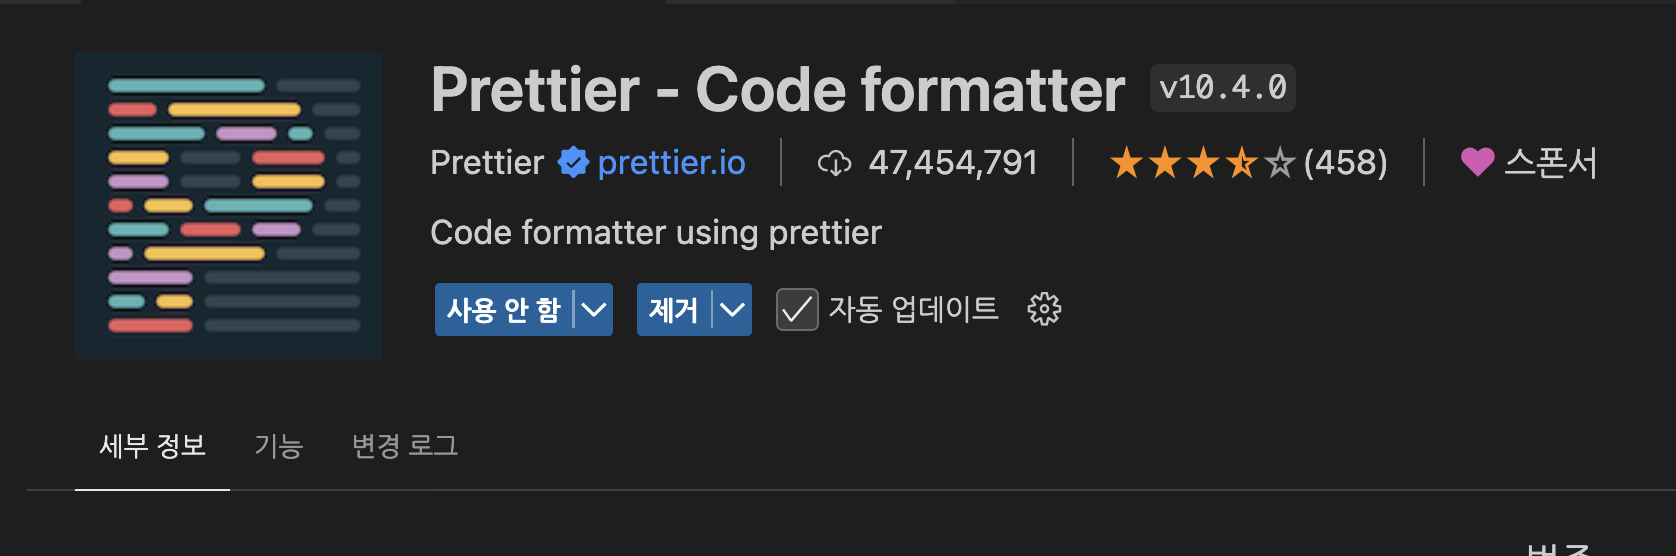 Prettier - Code formatter v10.4.0
Prettier prettier.io 47,454,791 (458) 스폰서
Code formatter using prettier
사용 안 함 제거 자동 업데이트
세부 정보 기능 변경 로그